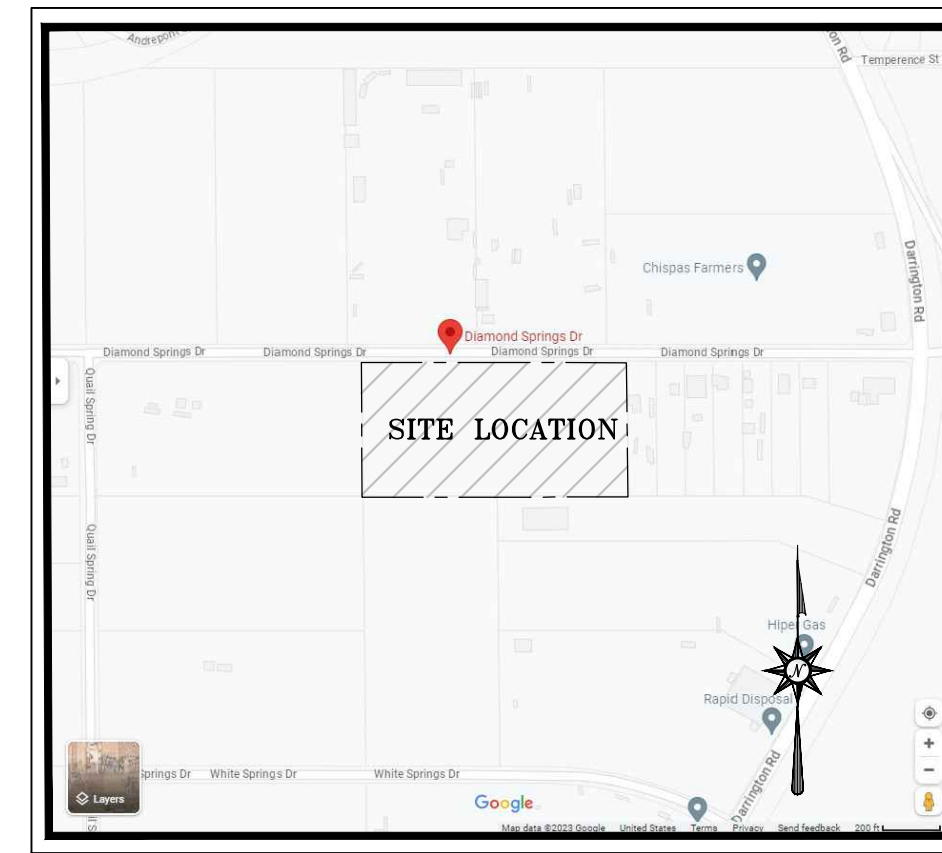 Andrepont
on Rd
Temperence St
Darrington Rd
Chispas Farmers
Diamond Springs Dr
Diamond Springs Dr
Diamond Springs Dr
Diamond Springs Dr
Diamond Springs Dr
Quail Spring Dr
SITE LOCATION
Quail Spring Dr
Darrington Rd
Hiper Gas
N
Rapid Disposal
Springs Dr
White Springs Dr
White Springs Dr
Darrington Rd
Layers
Google
Map data ©2023 Google United States Terms Privacy Send feedback 200 ft